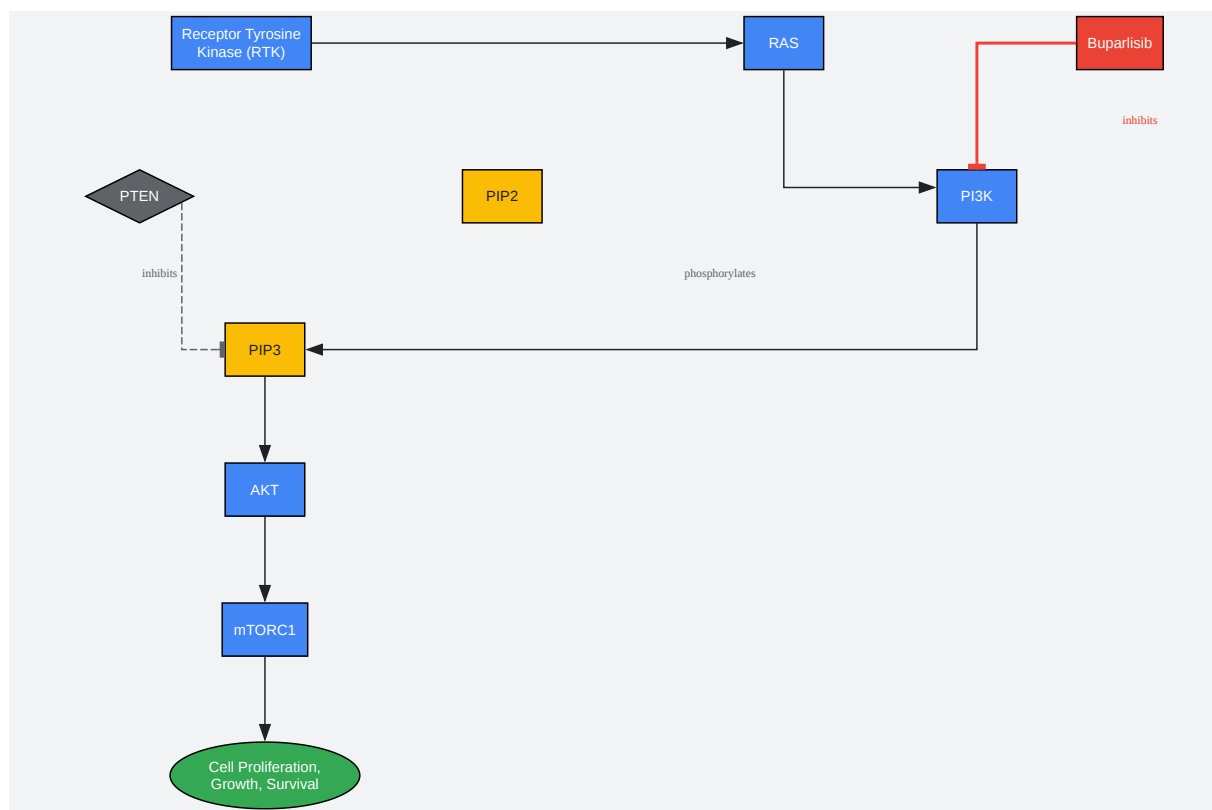 Receptor Tyrosine
Kinase (RTK)
RAS
Buparlisib
inhibits
PTEN
PIP2
PI3K
inhibits
phosphorylates
PIP3
AKT
mTORC1
Cell Proliferation,
Growth, Survival